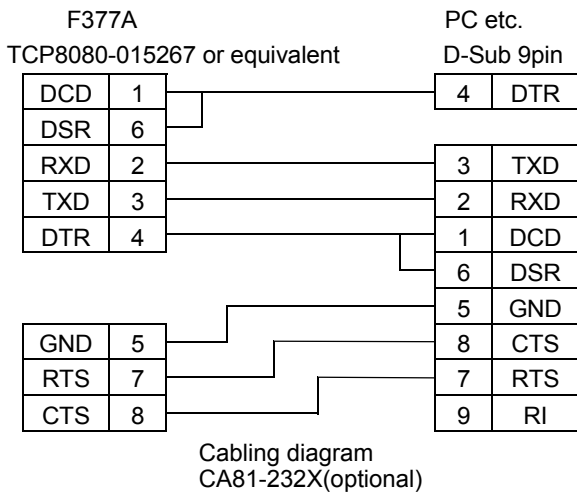 F377A PC etc.
TCP8080-015267 or equivalent D-Sub 9pin
DCD 1 4 DTR
DSR 6
RXD 2 3 TXD
TXD 3 2 RXD
DTR 4 1 DCD
6 DSR
5 GND
GND 5 8 CTS
RTS 7 7 RTS
CTS 8 9 RI
Cabling diagram
CA81-232X(optional)